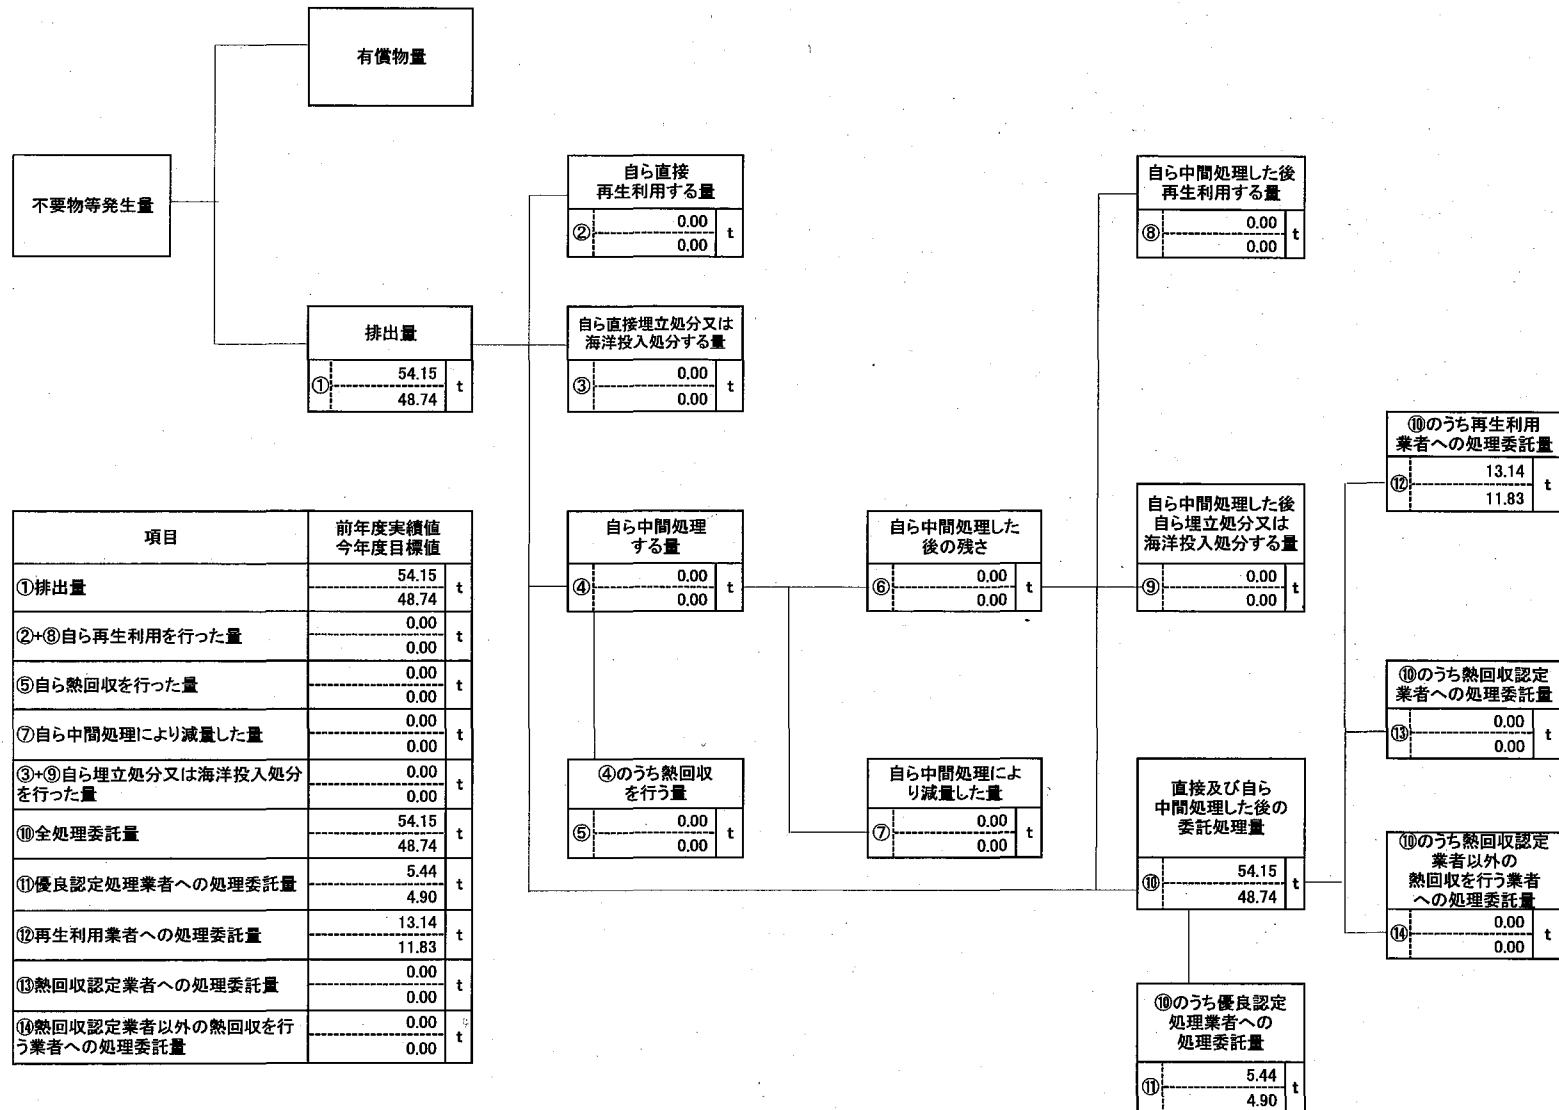 有償物量
不要物等発生量
排出量
①
54.15
48.74
t
自ら直接
再生利用する量
②
0.00
0.00
t
自ら直接埋立処分又は
海洋投入処分する量
③
0.00
0.00
t
自ら中間処理
する量
④
0.00
0.00
t
④のうち熱回収
を行う量
⑤
0.00
0.00
t
自ら中間処理した
後の残さ
⑥
0.00
0.00
t
自ら中間処理によ
り減量した量
⑦
0.00
0.00
t
自ら中間処理した後
再生利用する量
⑧
0.00
0.00
t
自ら中間処理した後
自ら埋立処分又は
海洋投入処分する量
⑨
0.00
0.00
t
直接及び自ら
中間処理した後の
委託処理量
⑩
54.15
48.74
t
⑩のうち優良認定
処理業者への
処理委託量
⑪
5.44
4.90
t
⑩のうち再生利用
業者への処理委託量
⑫
13.14
11.83
t
⑩のうち熱回収認定
業者への処理委託量
⑬
0.00
0.00
t
⑩のうち熱回収認定
業者以外の
熱回収を行う業者
への処理委託量
⑭
0.00
0.00
t
項目
前年度実績値
今年度目標値
①排出量
54.15
48.74
t
②+⑧自ら再生利用を行った量
0.00
0.00
t
⑤自ら熱回収を行った量
0.00
0.00
t
⑦自ら中間処理により減量した量
0.00
0.00
t
③+⑨自ら埋立処分又は海洋投入処分
を行った量
0.00
0.00
t
⑩全処理委託量
54.15
48.74
t
⑪優良認定処理業者への処理委託量
5.44
4.90
t
⑫再生利用業者への処理委託量
13.14
11.83
t
⑬熱回収認定業者への処理委託量
0.00
0.00
t
⑭熱回収認定業者以外の熱回収を行
う業者への処理委託量
0.00
0.00
t